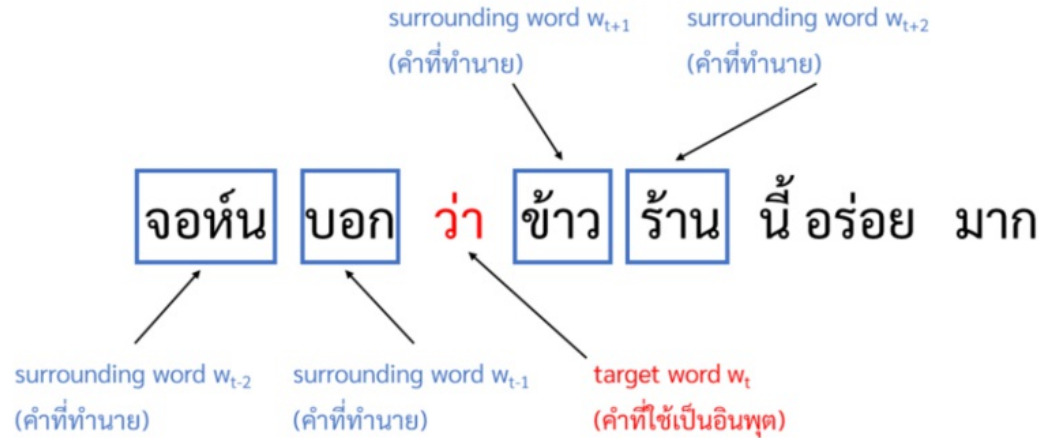 surrounding word wt+1 surrounding word wt+2
(คำที่ทำนาย) (คำที่ทำนาย)
จอห์น บอก ว่า ข้าว ร้าน นี้ อร่อย มาก
surrounding word wt-2 surrounding word wt-1 target word wt
(คำที่ทำนาย) (คำที่ทำนาย) (คำที่ใช้เป็นอินพุต)